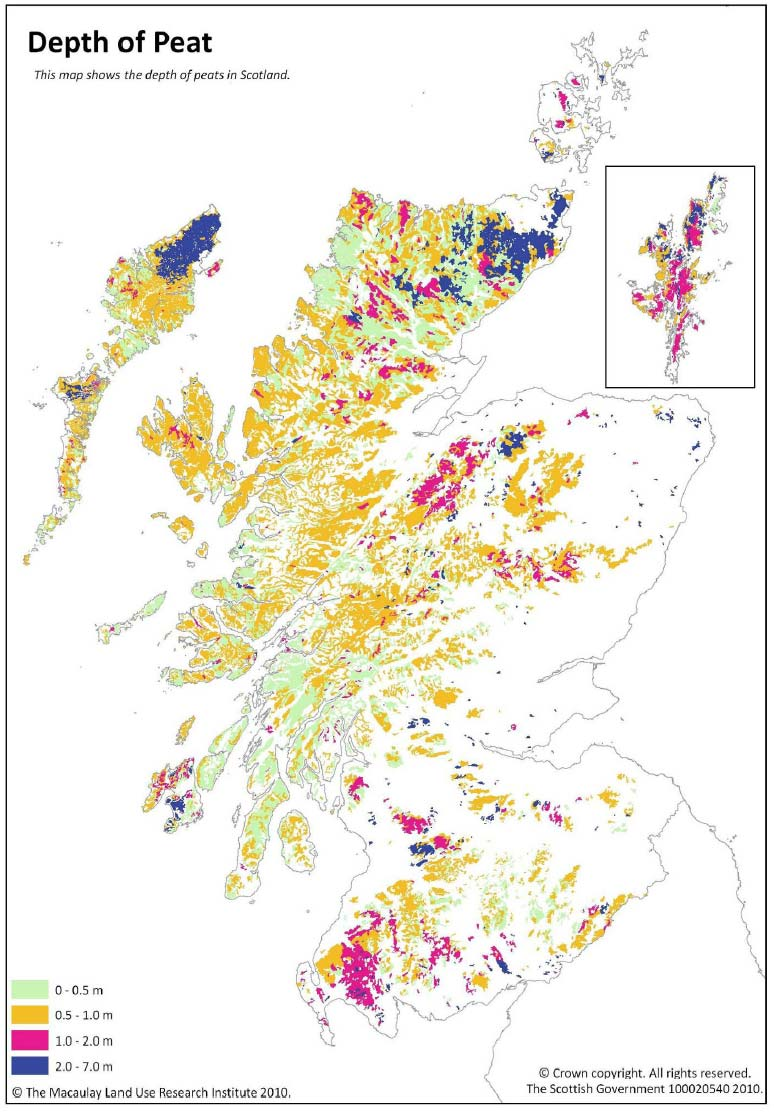 Depth of Peat
This map shows the depth of peats in Scotland.
0 - 0.5 m
0.5 - 1.0 m
1.0 - 2.0 m
2.0 - 7.0 m
© The Macaulay Land Use Research Institute 2010.
© Crown copyright. All rights reserved.
The Scottish Government 100020540 2010.